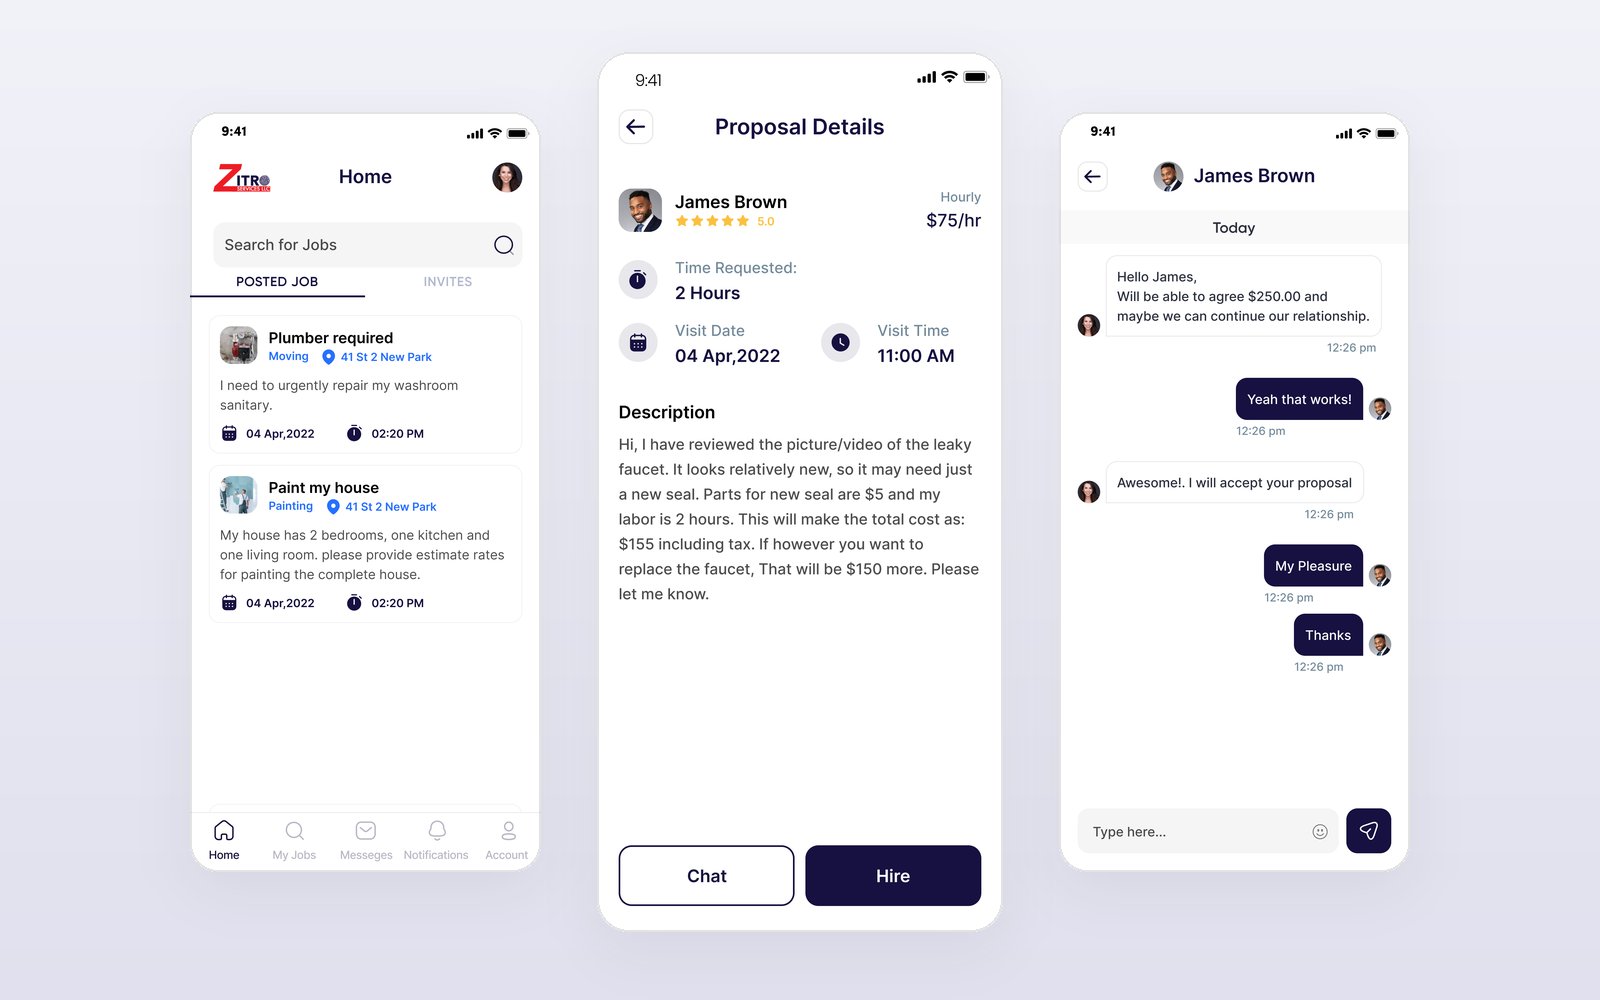 9:41
ZITRO
SERVICES LLC
Home
Search for Jobs
POSTED JOB
INVITES
Plumber required
Moving
41 St 2 New Park
I need to urgently repair my washroom
sanitary.
04 Apr,2022
02:20 PM
Paint my house
Painting
41 St 2 New Park
My house has 2 bedrooms, one kitchen and
one living room. please provide estimate rates
for painting the complete house.
04 Apr,2022
02:20 PM
Home
My Jobs
Messeges
Notifications
Account
9:41
Proposal Details
James Brown
5.0
Hourly
$75/hr
Time Requested:
2 Hours
Visit Date
04 Apr,2022
Visit Time
11:00 AM
Description
Hi, I have reviewed the picture/video of the leaky
faucet. It looks relatively new, so it may need just
a new seal. Parts for new seal are $5 and my
labor is 2 hours. This will make the total cost as:
$155 including tax. If however you want to
replace the faucet, That will be $150 more. Please
let me know.
Chat
Hire
9:41
James Brown
Today
Hello James,
Will be able to agree $250.00 and
maybe we can continue our relationship.
12:26 pm
Yeah that works!
12:26 pm
Awesome!. I will accept your proposal
12:26 pm
My Pleasure
12:26 pm
Thanks
12:26 pm
Type here...